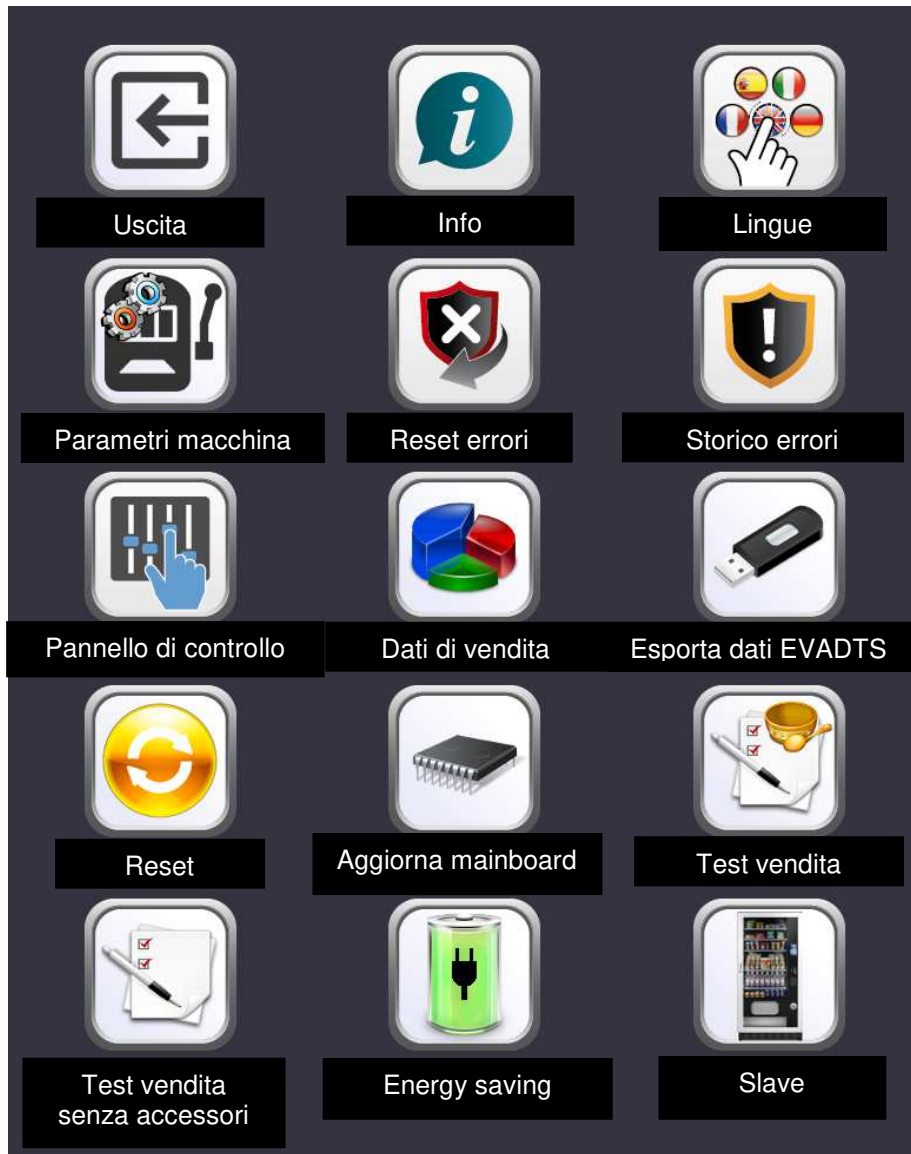 Uscita
Info
Lingue
Parametri macchina
Reset errori
Storico errori
Pannello di controllo
Dati di vendita
Esporta dati EVADTS
Reset
Aggiorna mainboard
Test vendita
Test vendita
senza accessori
Energy saving
Slave